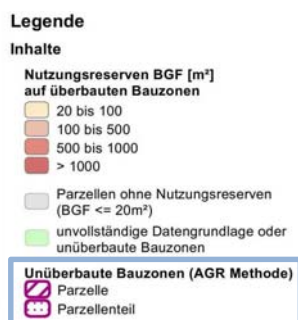 Legende
Inhalte
Nutzungsreserven BGF [m²]
auf überbauten Bauzonen
20 bis 100
100 bis 500
500 bis 1000
> 1000
Parzellen ohne Nutzungsreserven
(BGF <= 20m²)
unvollständige Datengrundlage oder
unüberbaute Bauzonen
Unüberbaute Bauzonen (AGR Methode)
Parzelle
Parzellenteil